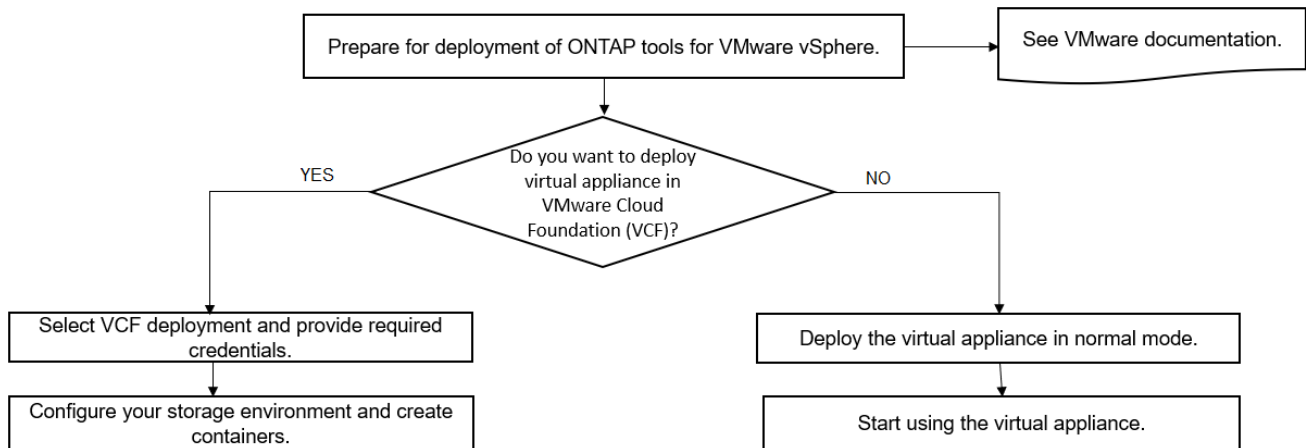 Prepare for deployment of ONTAP tools for VMware vSphere.
See VMware documentation.
Do you want to deploy
virtual appliance in
VMware Cloud
Foundation (VCF)?
YES
NO
Select VCF deployment and provide required
credentials.
Deploy the virtual appliance in normal mode.
Configure your storage environment and create
containers.
Start using the virtual appliance.